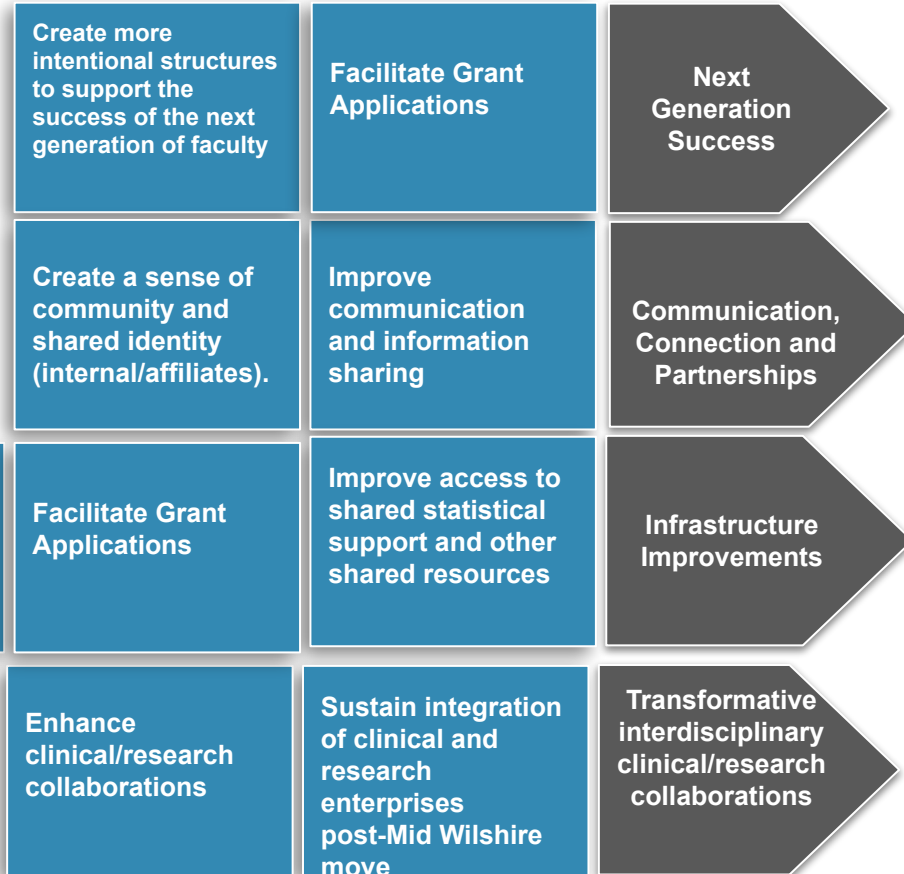 Create more
intentional structures
to support the
success of the next
generation of faculty
Facilitate Grant
Applications
Next
Generation
Success
Create a sense of
community and
shared identity
(internal/affiliates).
Improve
communication
and information
sharing
Communication,
Connection and
Partnerships
Facilitate Grant
Applications
Improve access to
shared statistical
support and other
shared resources
Infrastructure
Improvements
Enhance
clinical/research
collaborations
Sustain integration
of clinical and
research
enterprises
post-Mid Wilshire
move
Transformative
interdisciplinary
clinical/research
collaborations